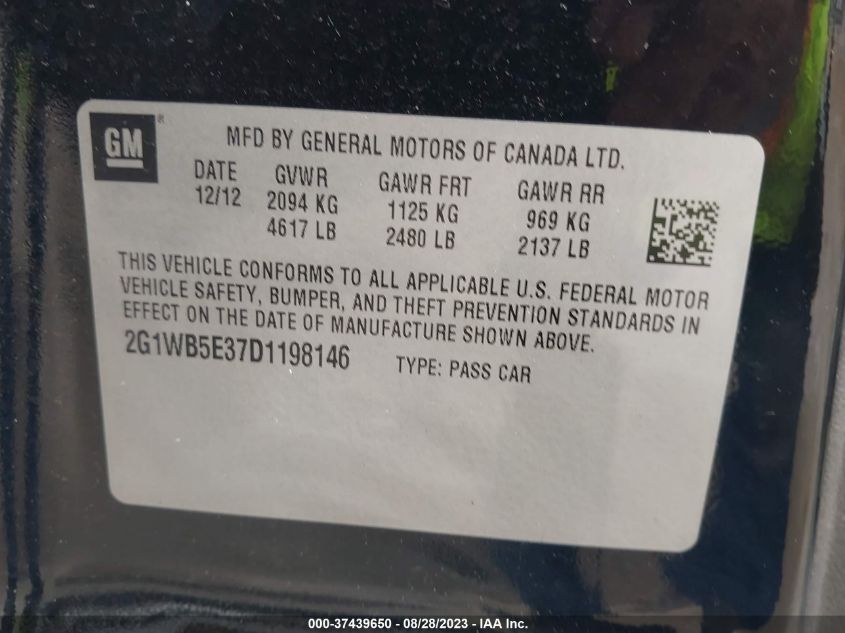 GM ®
MFD BY GENERAL MOTORS OF CANADA LTD.
DATE GVWR GAWR FRT GAWR RR
12/12 2094 KG 1125 KG 969 KG
4617 LB 2480 LB 2137 LB
THIS VEHICLE CONFORMS TO ALL APPLICABLE U.S. FEDERAL MOTOR
VEHICLE SAFETY, BUMPER, AND THEFT PREVENTION STANDARDS IN
EFFECT ON THE DATE OF MANUFACTURE SHOWN ABOVE.
2G1WB5E37D1198146 TYPE: PASS CAR
000-37439650 - 08/28/2023 - IAA Inc.